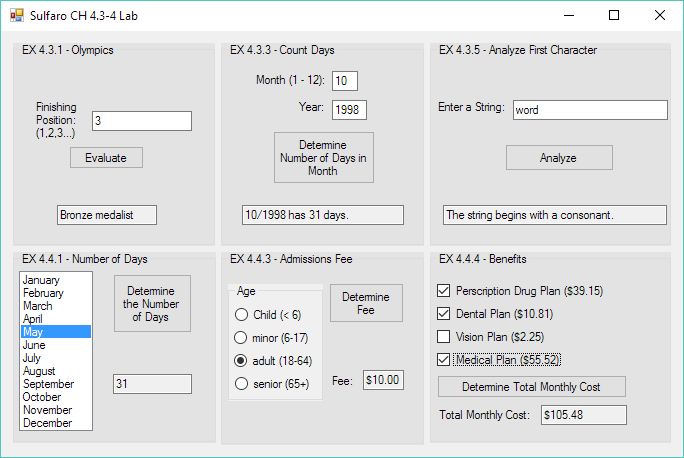 Sulfaro CH 4.3-4 Lab
EX 4.3.1 - Olympics
Finishing
Position:
(1,2,3...)
3
Evaluate
Bronze medalist
EX 4.3.3 - Count Days
Month (1 - 12):
10
Year:
1998
Determine
Number of Days in
Month
10/1998 has 31 days.
EX 4.3.5 - Analyze First Character
Enter a String:
word
Analyze
The string begins with a consonant.
EX 4.4.1 - Number of Days
January
February
March
April
May
June
July
August
September
October
November
December
Determine
the Number
of Days
31
EX 4.4.3 - Admissions Fee
Age
Child (< 6)
minor (6-17)
adult (18-64)
senior (65+)
Determine
Fee
Fee:
$10.00
EX 4.4.4 - Benefits
Perscription Drug Plan ($39.15)
Dental Plan ($10.81)
Vision Plan ($2.25)
Medical Plan ($55.52)
Determine Total Monthly Cost
Total Monthly Cost:
$105.48